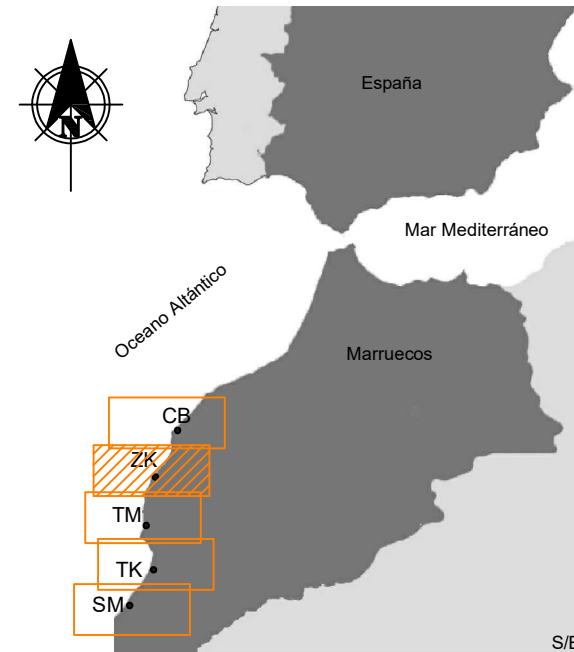 España
N
Mar Mediterráneo
Oceano Altántico
Marruecos
CB
ZK
TM
TK
SM